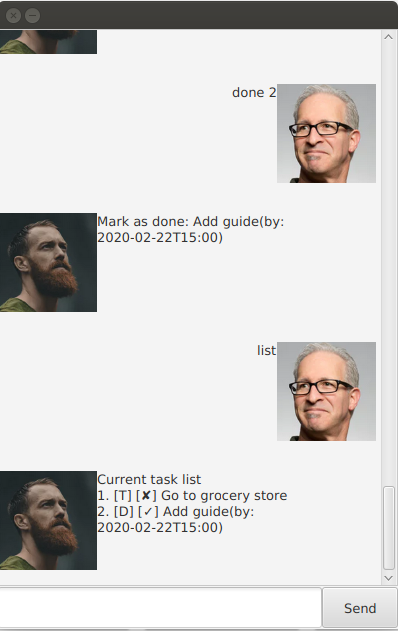 done 2
Mark as done: Add guide(by:
2020-02-22T15:00)
list
Current task list
1. [T] [✘] Go to grocery store
2. [D] [✓] Add guide(by:
2020-02-22T15:00)
Send